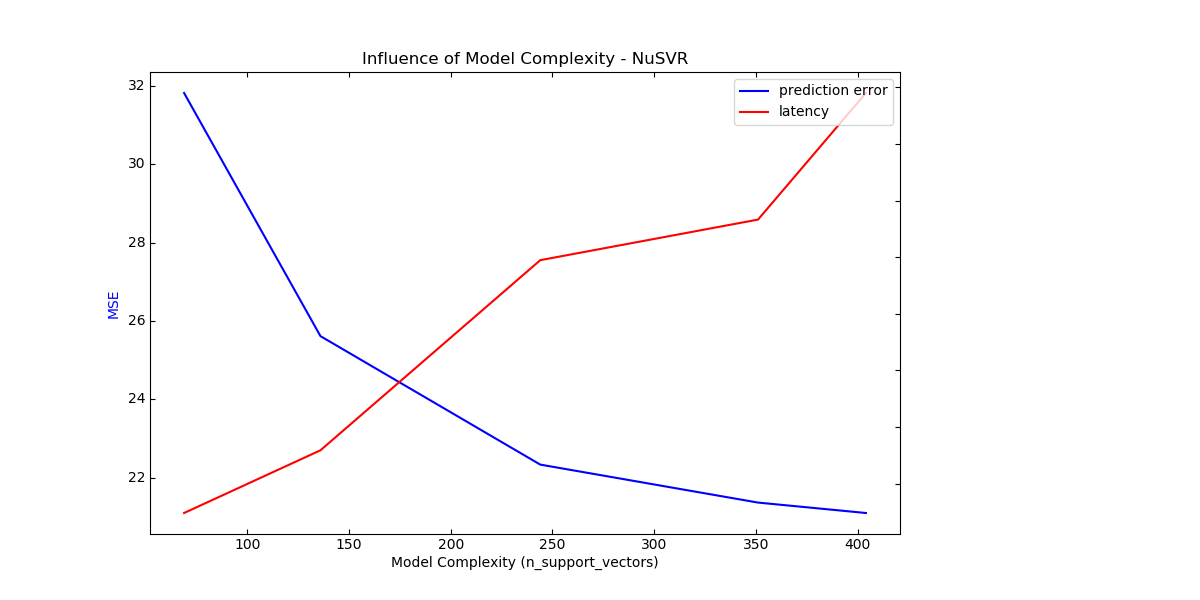 Influence of Model Complexity - NuSVR
32
30
28
26
24
22
MSE
prediction error
latency
100 150 200 250 300 350 400
Model Complexity (n_support_vectors)